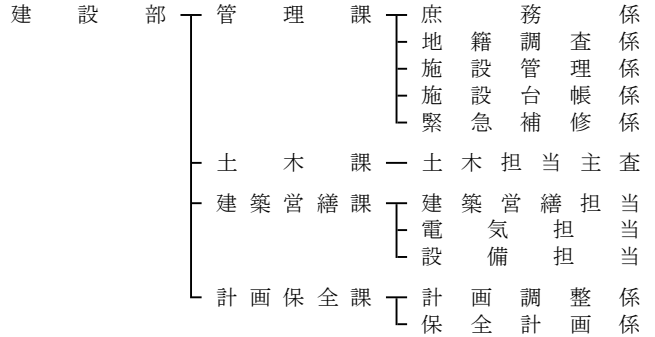 建設部 管理課 庶務係
地籍調査係
施設管理係
施設台帳係
緊急補修係
土木課 土木担当主査
建築営繕課 建築営繕担当
電気担当
設備担当
計画保全課 計画調整係
保全計画係